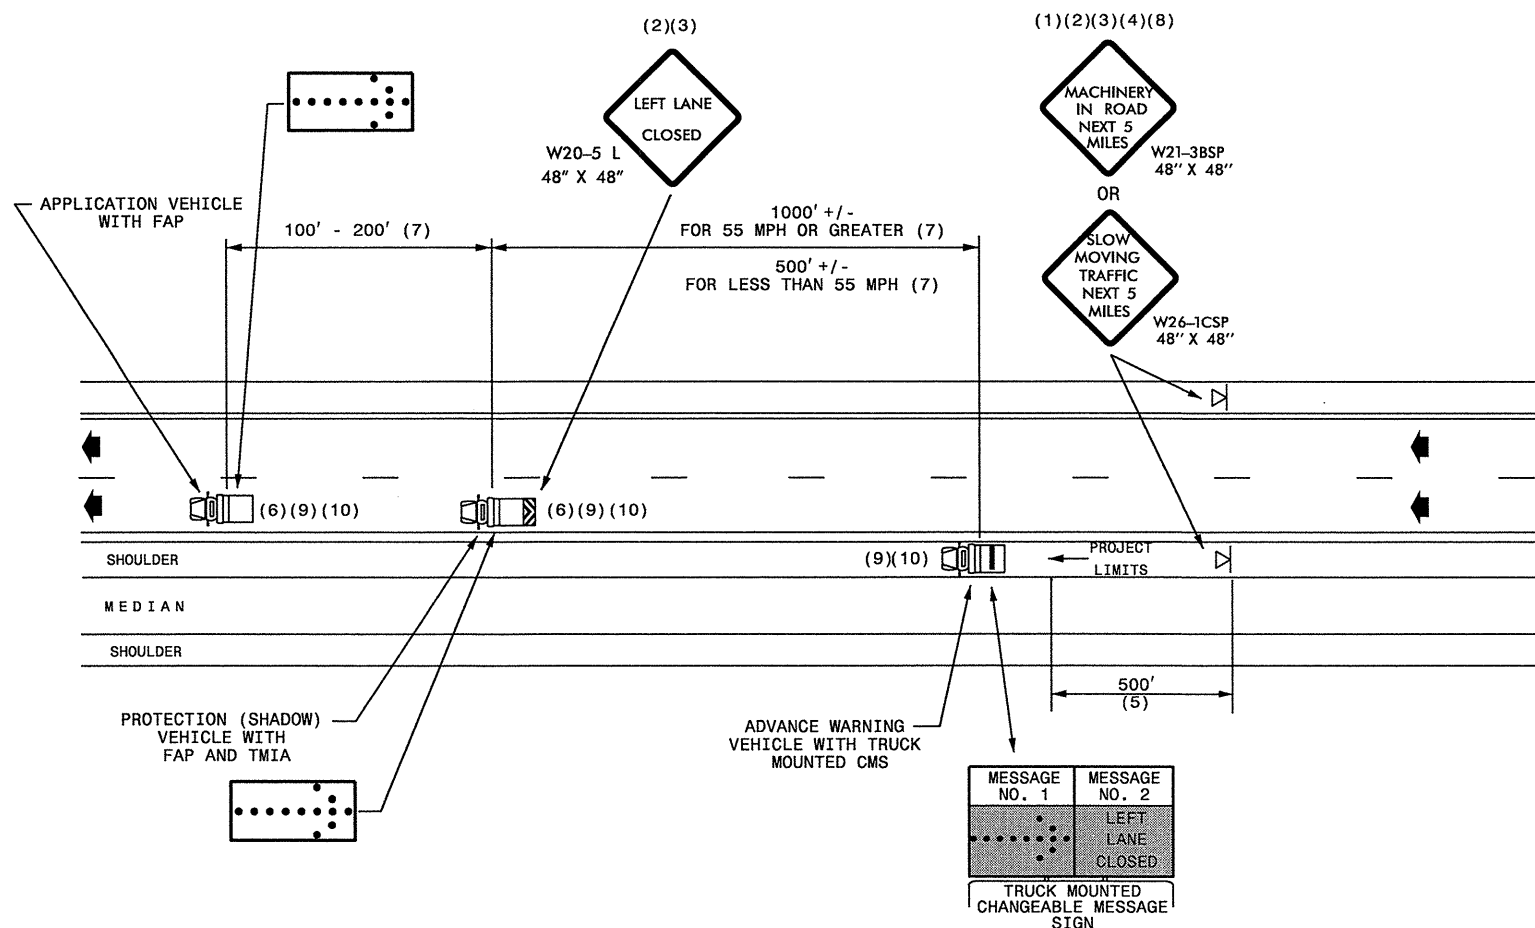 (2)(3)
(1)(2)(3)(4)(8)
LEFT LANE
CLOSED
W20-5 L
48" X 48"
MACHINERY
IN ROAD
NEXT 5
MILES
W21-3BSP
48" X 48"
OR
SLOW
MOVING
TRAFFIC
NEXT 5
MILES
W26-1CSP
48" X 48"
APPLICATION VEHICLE
WITH FAP
100' - 200' (7)
1000' +/-
FOR 55 MPH OR GREATER (7)
500' +/-
FOR LESS THAN 55 MPH (7)
(6)(9)(10)
(6)(9)(10)
(9)(10)
PROJECT
LIMITS
SHOULDER
MEDIAN
SHOULDER
500'
(5)
PROTECTION (SHADOW)
VEHICLE WITH
FAP AND TMIA
ADVANCE WARNING
VEHICLE WITH TRUCK
MOUNTED CMS
MESSAGE
NO. 1
MESSAGE
NO. 2
LEFT
LANE
CLOSED
TRUCK MOUNTED
CHANGEABLE MESSAGE
SIGN